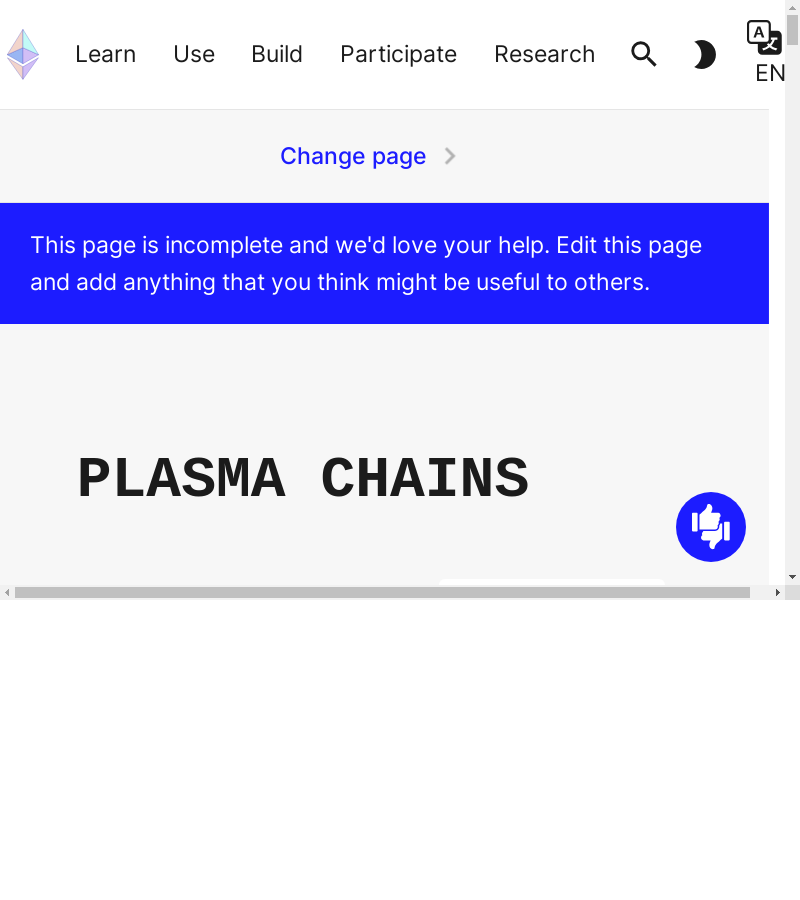 Learn Use Build Participate Research
EN
Change page
This page is incomplete and we'd love your help. Edit this page
and add anything that you think might be useful to others.
PLASMA CHAINS